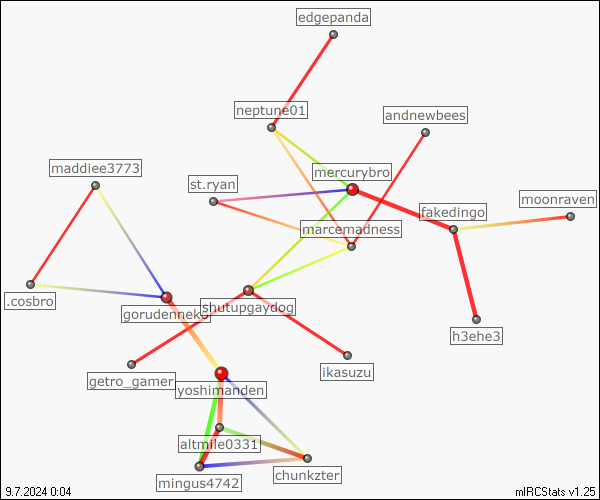 edgepanda
neptune01
andnewbees
maddiee3773
mercurybro
st.ryan
moonraven
fakedingo
marcemadness
.cosbro
shutupgaydog
h3ehe3
getro_gamer
ikasuzu
yoshimanden
altmile0331
chunkzter
mingus4742
9.7.2024 0:04
mIRCStats v1.25